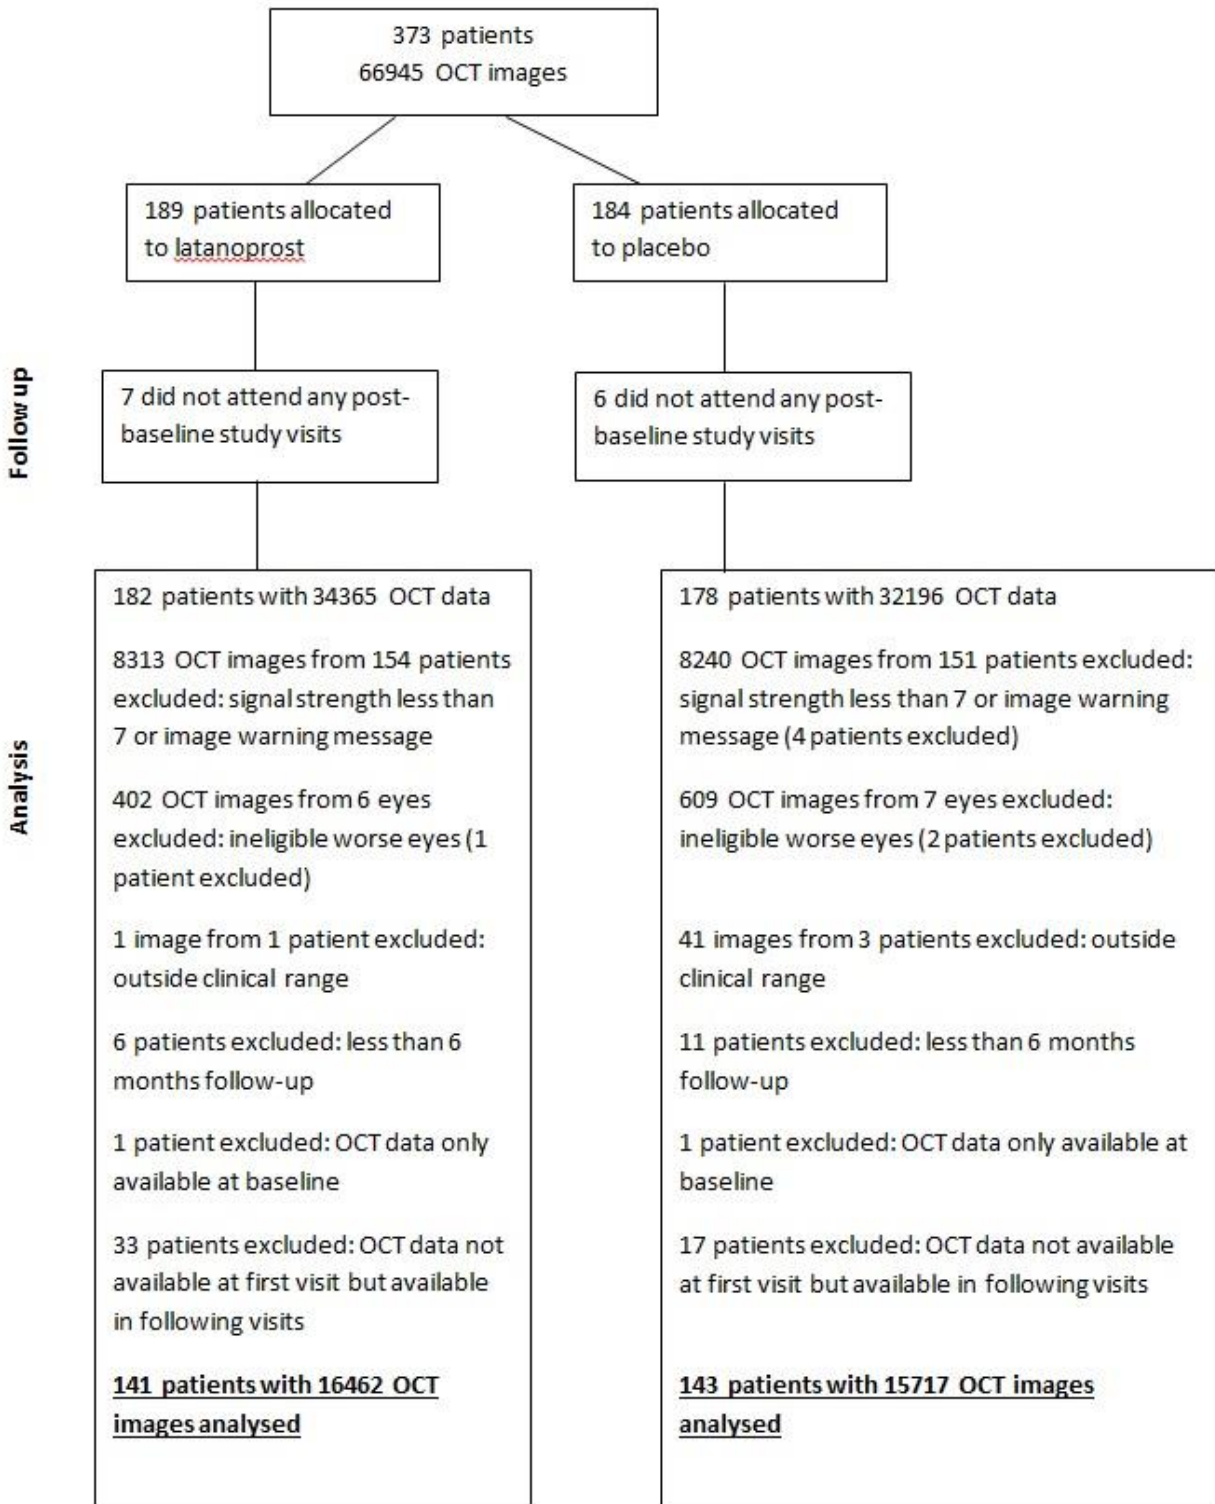 373 patients
66945 OCT images
189 patients allocated
to latanoprost
184 patients allocated
to placebo
Follow up
7 did not attend any post-
baseline study visits
6 did not attend any post-
baseline study visits
Analysis
182 patients with 34365 OCT data
8313 OCT images from 154 patients
excluded: signal strength less than
7 or image warning message
402 OCT images from 6 eyes
excluded: ineligible worse eyes (1
patient excluded)
1 image from 1 patient excluded:
outside clinical range
6 patients excluded: less than 6
months follow-up
1 patient excluded: OCT data only
available at baseline
33 patients excluded: OCT data not
available at first visit but available
in following visits
141 patients with 16462 OCT
images analysed
178 patients with 32196 OCT data
8240 OCT images from 151 patients excluded:
signal strength less than 7 or image warning
message (4 patients excluded)
609 OCT images from 7 eyes excluded:
ineligible worse eyes (2 patients excluded)
41 images from 3 patients excluded: outside
clinical range
11 patients excluded: less than 6 months
follow-up
1 patient excluded: OCT data only available at
baseline
17 patients excluded: OCT data not available
at first visit but available in following visits
143 patients with 15717 OCT images
analysed